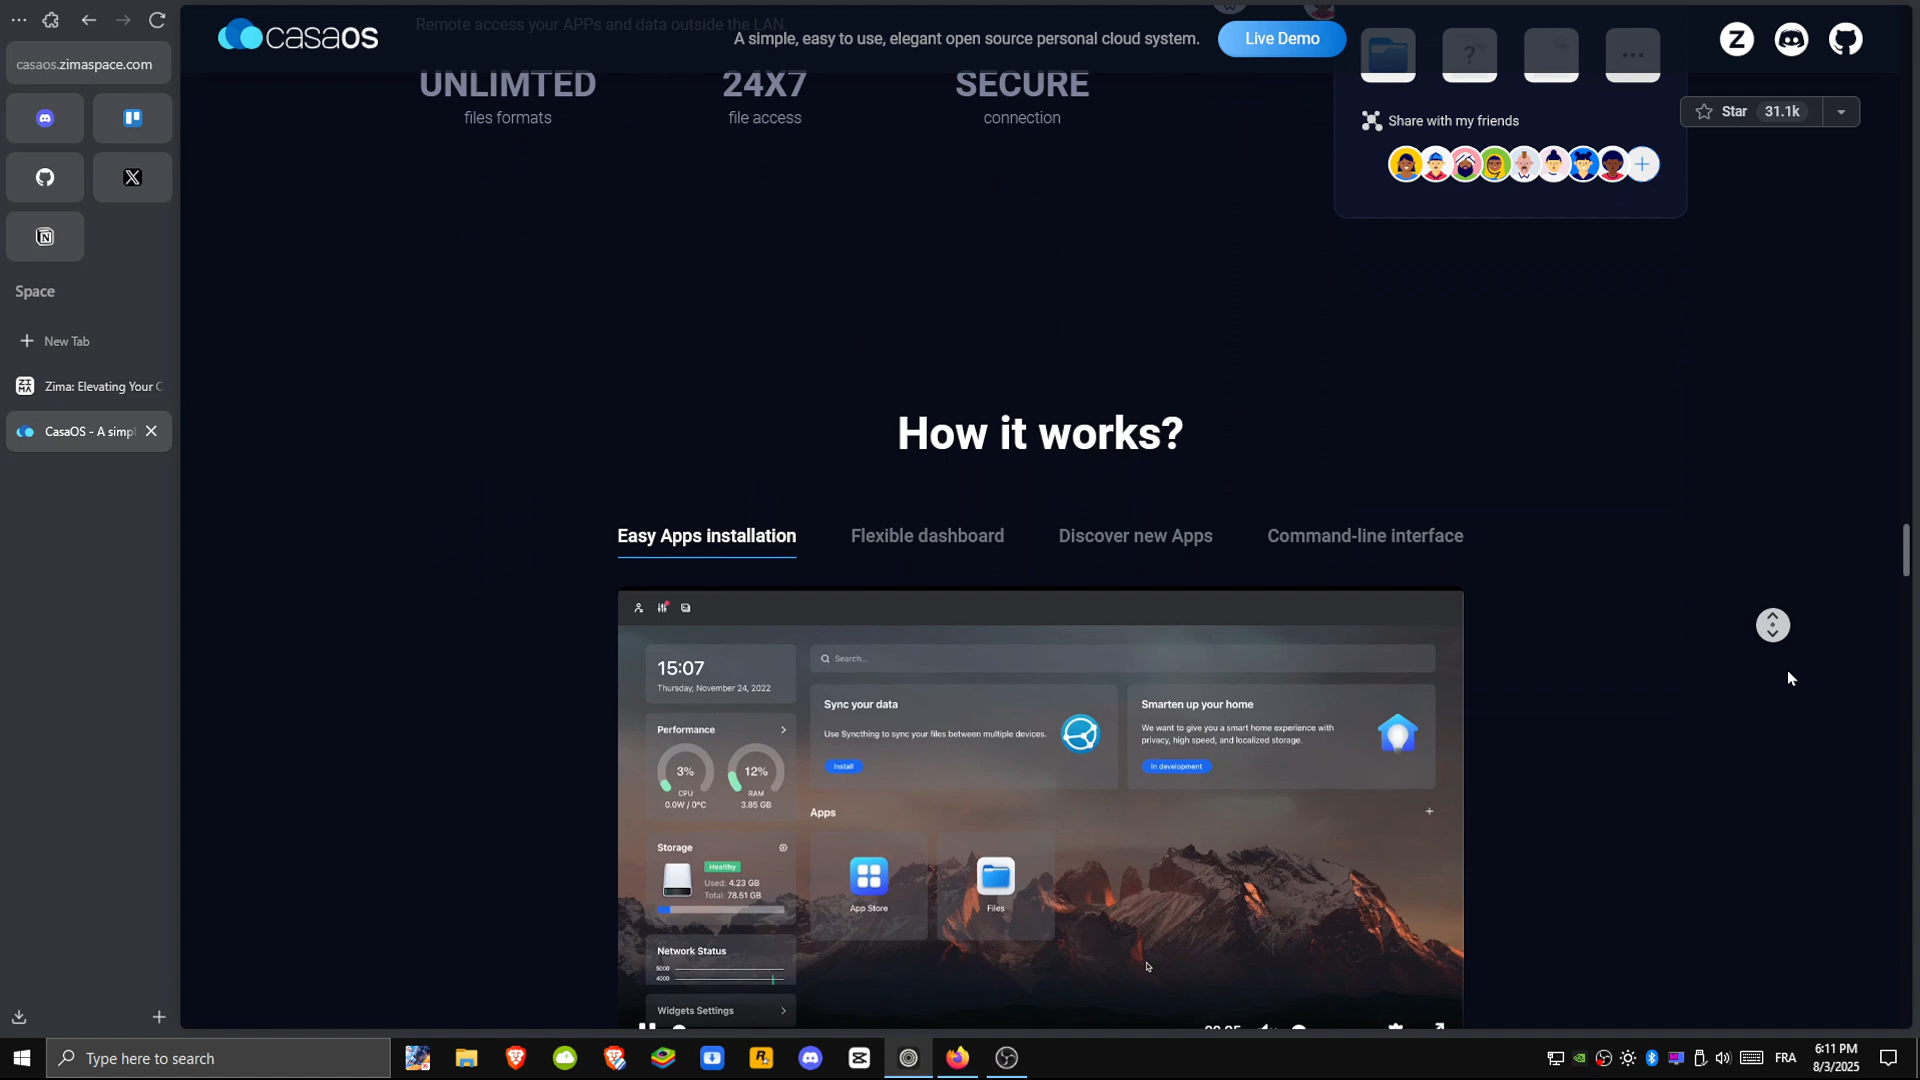 casaos.zimaspace.com
Space
New Tab
Zima: Elevating Your C
CasaOS - A simpl
casaOS
Remote access your APPs and data outside the LAN
A simple, easy to use, elegant open source personal cloud system.
Live Demo
Z
UNLIMTED
files formats
24X7
file access
SECURE
connection
Share with my friends
Star 31.1k
How it works?
Easy Apps installation
Flexible dashboard
Discover new Apps
Command-line interface
15:07
Thursday, November 24, 2022
Search...
Performance
3%
CPU
0.0W / 0°C
12%
RAM
3.85 GB
Sync your data
Use Syncthing to sync your files between multiple devices.
Install
Smarten up your home
We want to give you a smart home experience with
privacy, high speed, and localized storage.
In development
Apps
App Store
Files
Storage
Healthy
Used: 4.23 GB
Total: 78.51 GB
Network Status
5000
4000
Widgets Settings
Type here to search
FRA
6:11 PM
8/3/2025